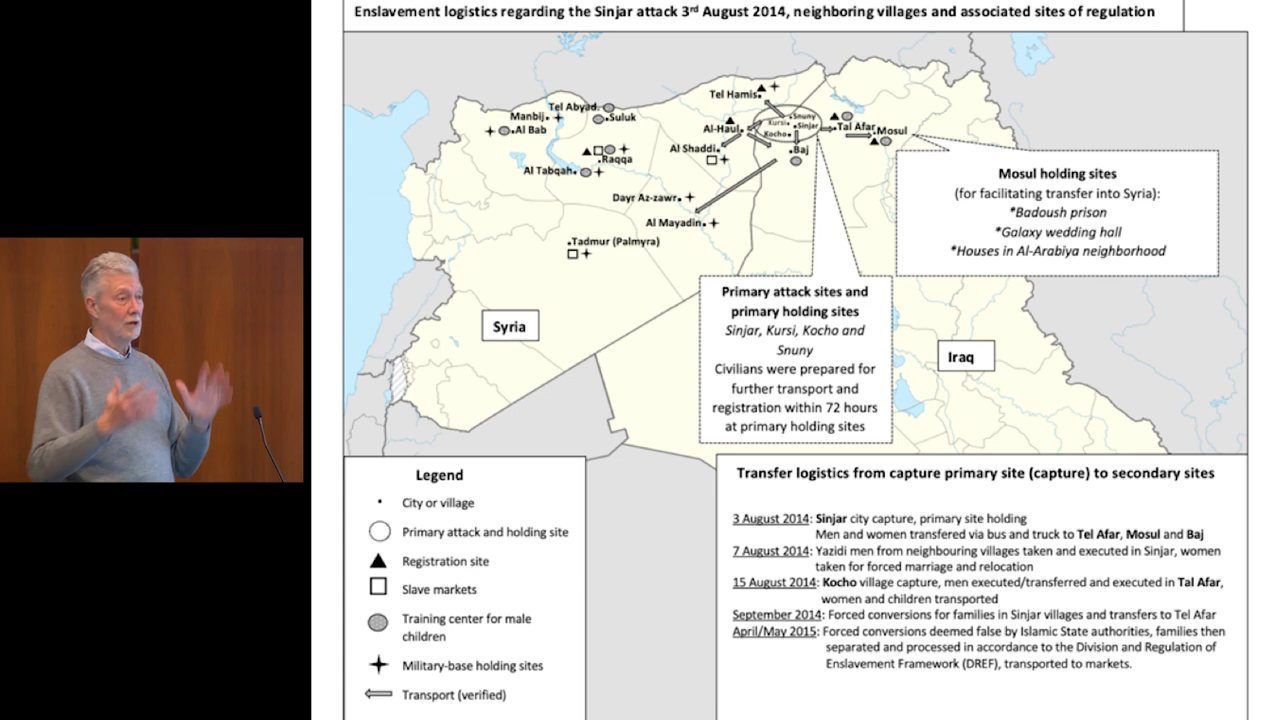 Enslavement logistics regarding the Sinjar attack 3rd August 2014, neighboring villages and associated sites of regulation
Tel Hamis
Tel Abyad
Suluk
Manbij
Al Bab
Snuny
Kursi
Sinjar
Kocho
Al-Haul
Tal Afar
Mosul
Al Shaddi
Baj
Raqqa
Al Tabqah
Dayr Az-zawr
Al Mayadin
Tadmur (Palmyra)
Syria
Iraq
Mosul holding sites
(for facilitating transfer into Syria):
*Badoush prison
*Galaxy wedding hall
*Houses in Al-Arabiya neighborhood
Primary attack sites and
primary holding sites
Sinjar, Kursi, Kocho and
Snuny
Civilians were prepared for
further transport and
registration within 72 hours
at primary holding sites
Legend
City or village
Primary attack and holding site
Registration site
Slave markets
Training center for male
children
Military-base holding sites
Transport (verified)
Transfer logistics from capture primary site (capture) to secondary sites
3 August 2014: Sinjar city capture, primary site holding
Men and women transfered via bus and truck to Tel Afar, Mosul and Baj
7 August 2014: Yazidi men from neighbouring villages taken and executed in Sinjar, women
taken for forced marriage and relocation
15 August 2014: Kocho village capture, men executed/transferred and executed in Tal Afar,
women and children transported
September 2014: Forced conversions for families in Sinjar villages and transfers to Tel Afar
April/May 2015: Forced conversions deemed false by Islamic State authorities, families then
separated and processed in accordance to the Division and Regulation of
Enslavement Framework (DREF), transported to markets.